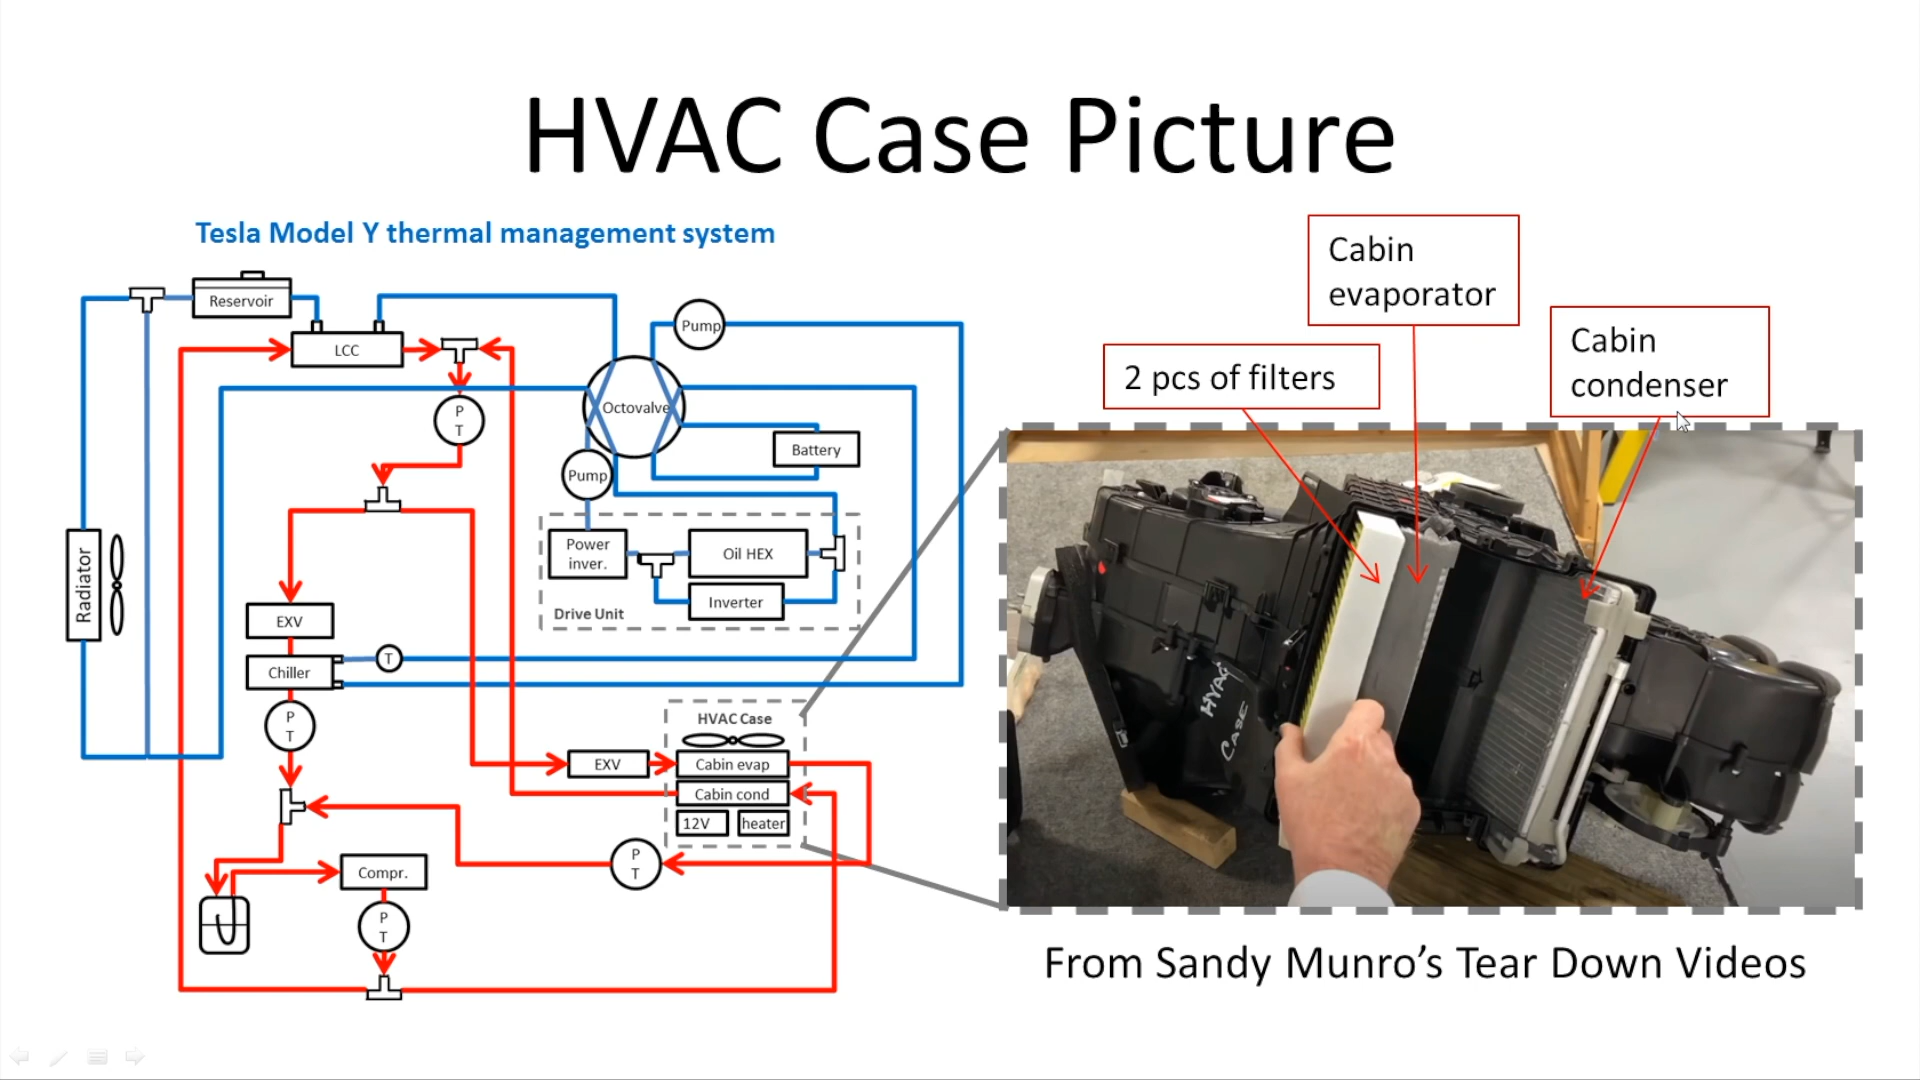 HVAC Case Picture
Tesla Model Y thermal management system
Reservoir
LCC
Pump
P
T
Octovalve
Battery
Pump
Radiator
Power
inver.
Oil HEX
Inverter
Drive Unit
EXV
Chiller
T
P
T
HVAC Case
EXV
Cabin evap
Cabin cond
12V
heater
P
T
Compr.
P
T
Cabin
evaporator
Cabin
condenser
2 pcs of filters
HVAC
CASE
From Sandy Munro's Tear Down Videos